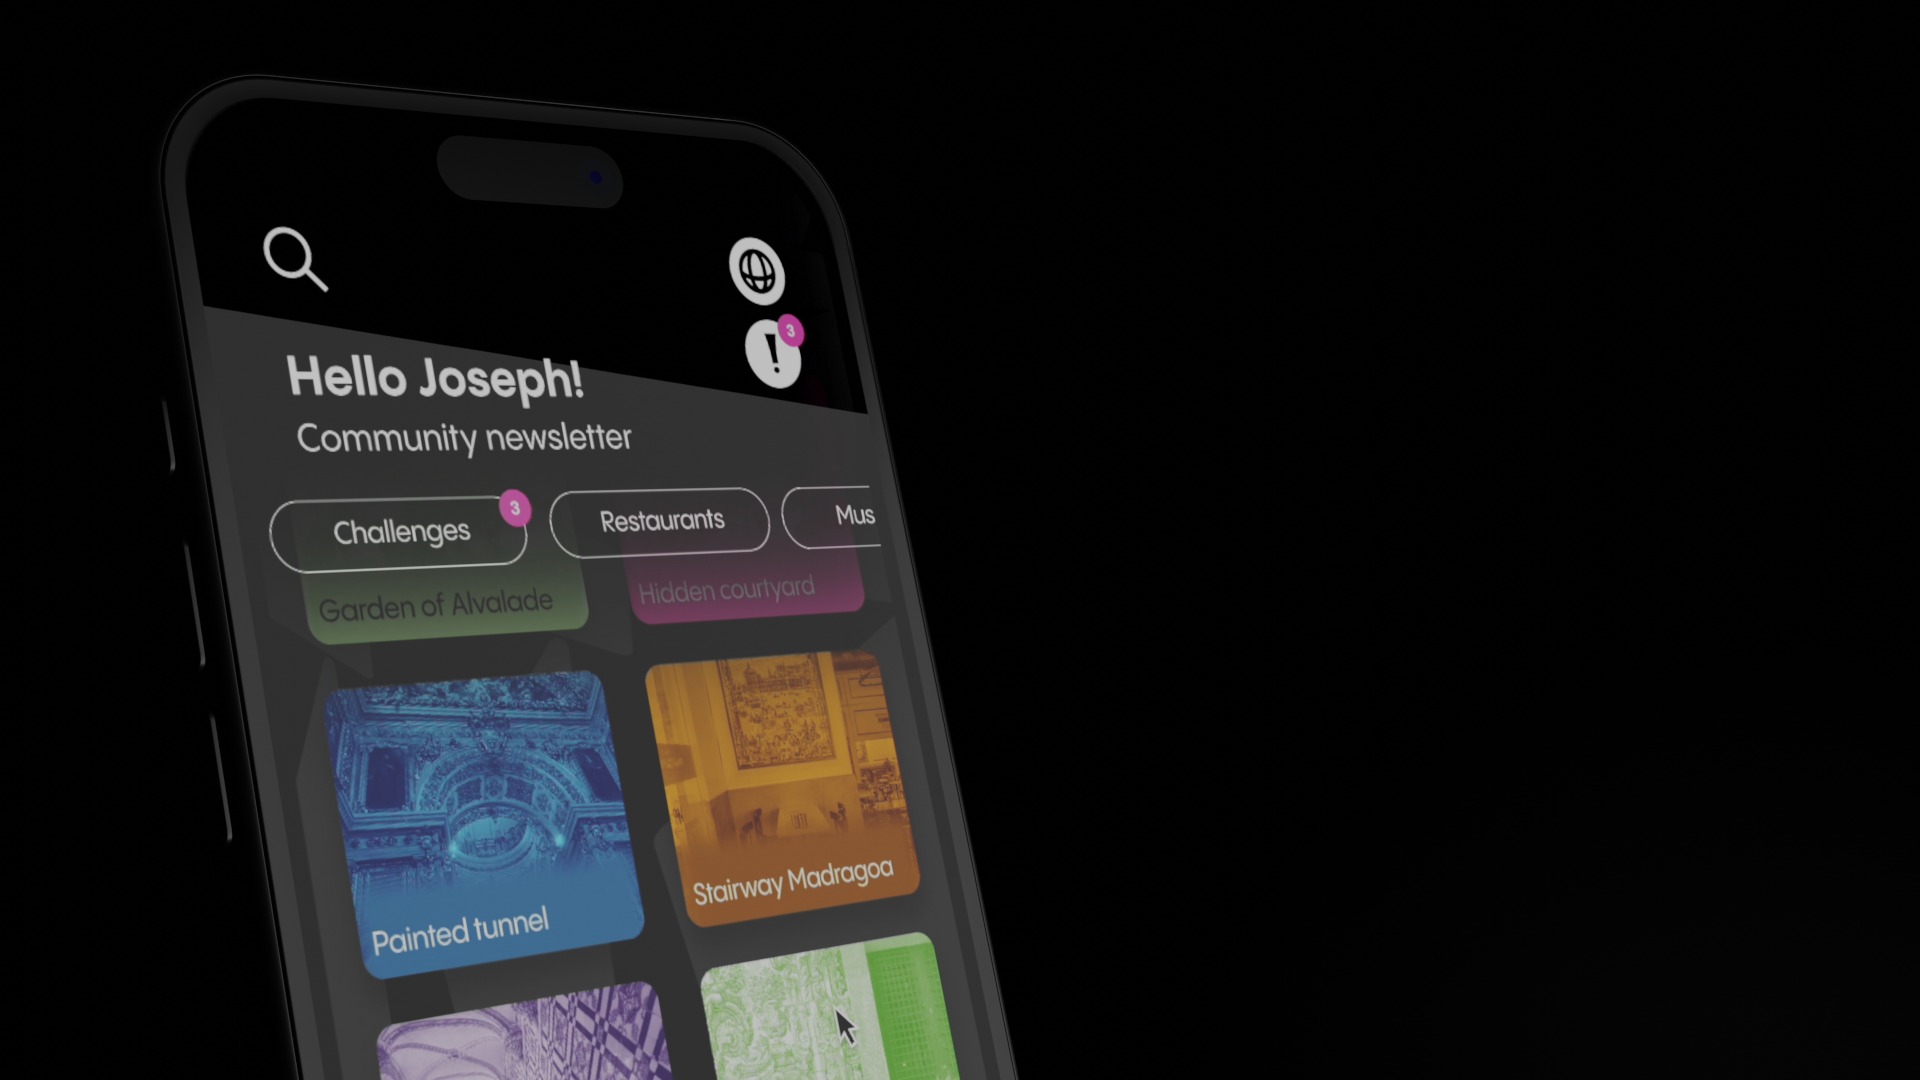 3
Hello Joseph!
Community newsletter
Challenges
3
Restaurants
Mus
Garden of Alvalade
Hidden courtyard
Painted tunnel
Stairway Madragoa